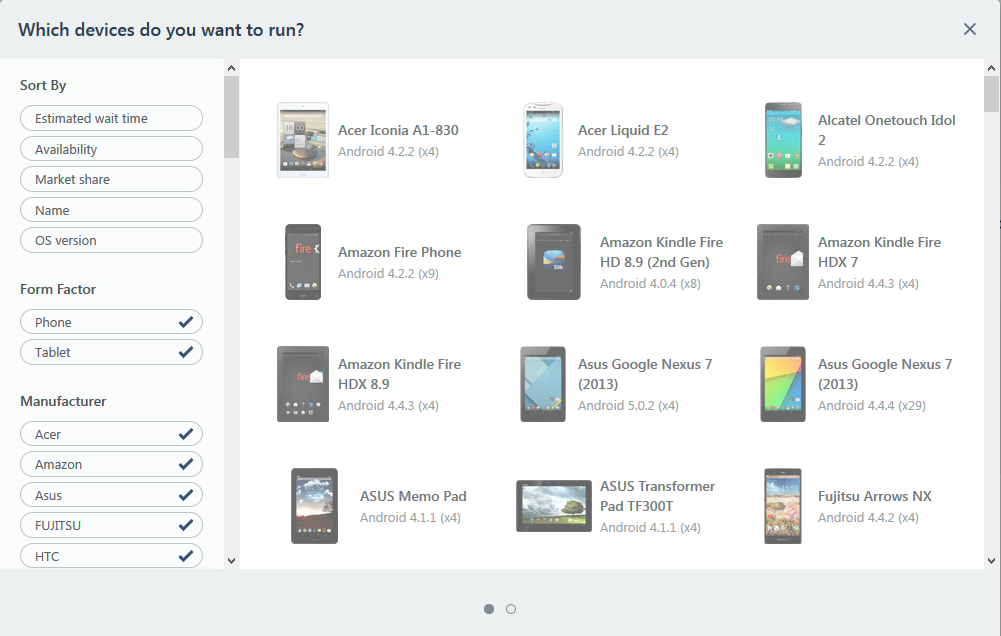 Which devices do you want to run?
Sort By
Estimated wait time
Availability
Market share
Name
OS version
Form Factor
Phone
Tablet
Manufacturer
Acer
Amazon
Asus
FUJITSU
HTC
Acer Iconia A1-830
Android 4.2.2 (x4)
Acer Liquid E2
Android 4.2.2 (x4)
Alcatel Onetouch Idol
2
Android 4.2.2 (x4)
fire
Amazon Fire Phone
Android 4.2.2 (x9)
Silk
Amazon Kindle Fire
HD 8.9 (2nd Gen)
Android 4.0.4 (x8)
fire
Amazon Kindle Fire
HDX 7
Android 4.4.3 (x4)
fire
Amazon Kindle Fire
HDX 8.9
Android 4.4.3 (x4)
Asus Google Nexus 7
(2013)
Android 5.0.2 (x4)
Asus Google Nexus 7
(2013)
Android 4.4.4 (x29)
ASUS Memo Pad
Android 4.1.1 (x4)
ASUS Transformer
Pad TF300T
Android 4.1.1 (x4)
Fujitsu Arrows NX
Android 4.4.2 (x4)